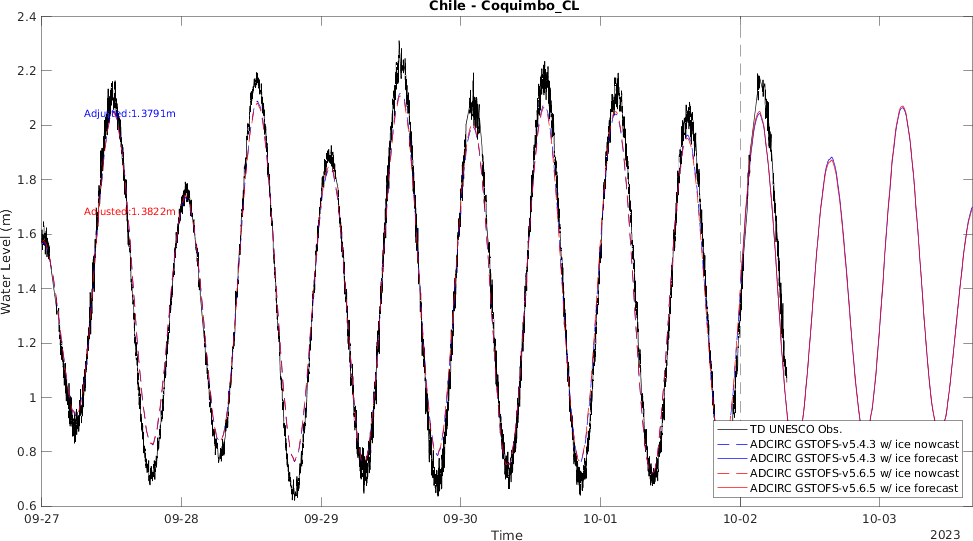 Chile - Coquimbo_CL
2.4
2.2
2
1.8
1.6
1.4
1.2
1
0.8
0.6
Water Level (m)
Adjusted:1.3791m
Adjusted:1.3822m
TD UNESCO Obs.
ADCIRC GSTOFS-v5.4.3 w/ ice nowcast
ADCIRC GSTOFS-v5.4.3 w/ ice forecast
ADCIRC GSTOFS-v5.6.5 w/ ice nowcast
ADCIRC GSTOFS-v5.6.5 w/ ice forecast
09-27
09-28
09-29
09-30
10-01
10-02
10-03
Time
2023